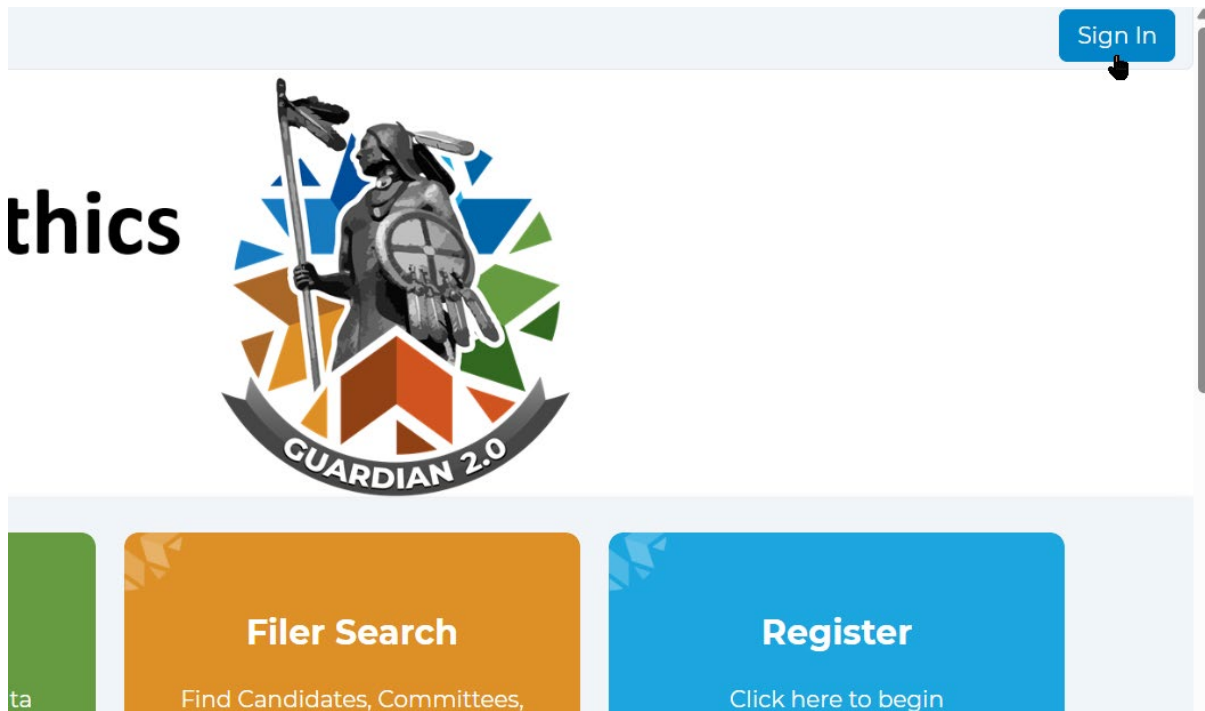 Sign In
thics
GUARDIAN 2.0
Filer Search
Register
ta
Find Candidates, Committees,
Click here to begin